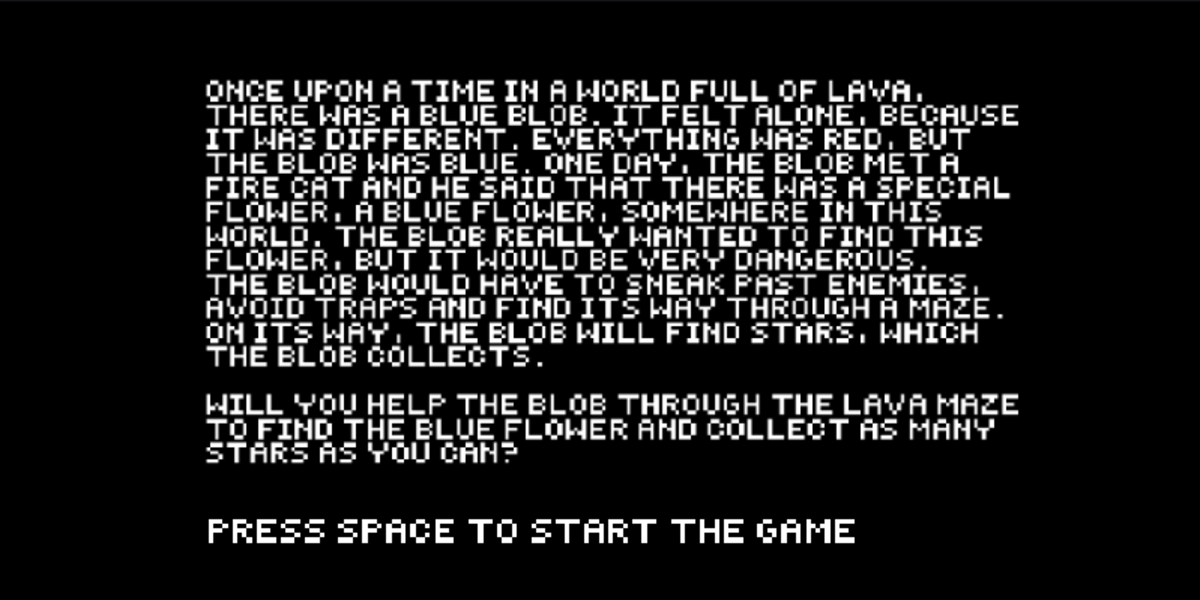 ONCE UPON A TIME IN A WORLD FULL OF LAVA,
THERE WAS A BLUE BLOB. IT FELT ALONE, BECAUSE
IT WAS DIFFERENT. EVERYTHING WAS RED, BUT
THE BLOB WAS BLUE. ONE DAY, THE BLOB MET A
FIRE CAT AND HE SAID THAT THERE WAS A SPECIAL
FLOWER, A BLUE FLOWER, SOMEWHERE IN THIS
WORLD. THE BLOB REALLY WANTED TO FIND THIS
FLOWER, BUT IT WOULD BE VERY DANGEROUS.
THE BLOB WOULD HAVE TO SNEAK PAST ENEMIES,
AVOID TRAPS AND FIND ITS WAY THROUGH A MAZE.
ON ITS WAY, THE BLOB WILL FIND STARS, WHICH
THE BLOB COLLECTS.
WILL YOU HELP THE BLOB THROUGH THE LAVA MAZE
TO FIND THE BLUE FLOWER AND COLLECT AS MANY
STARS AS YOU CAN?
PRESS SPACE TO START THE GAME